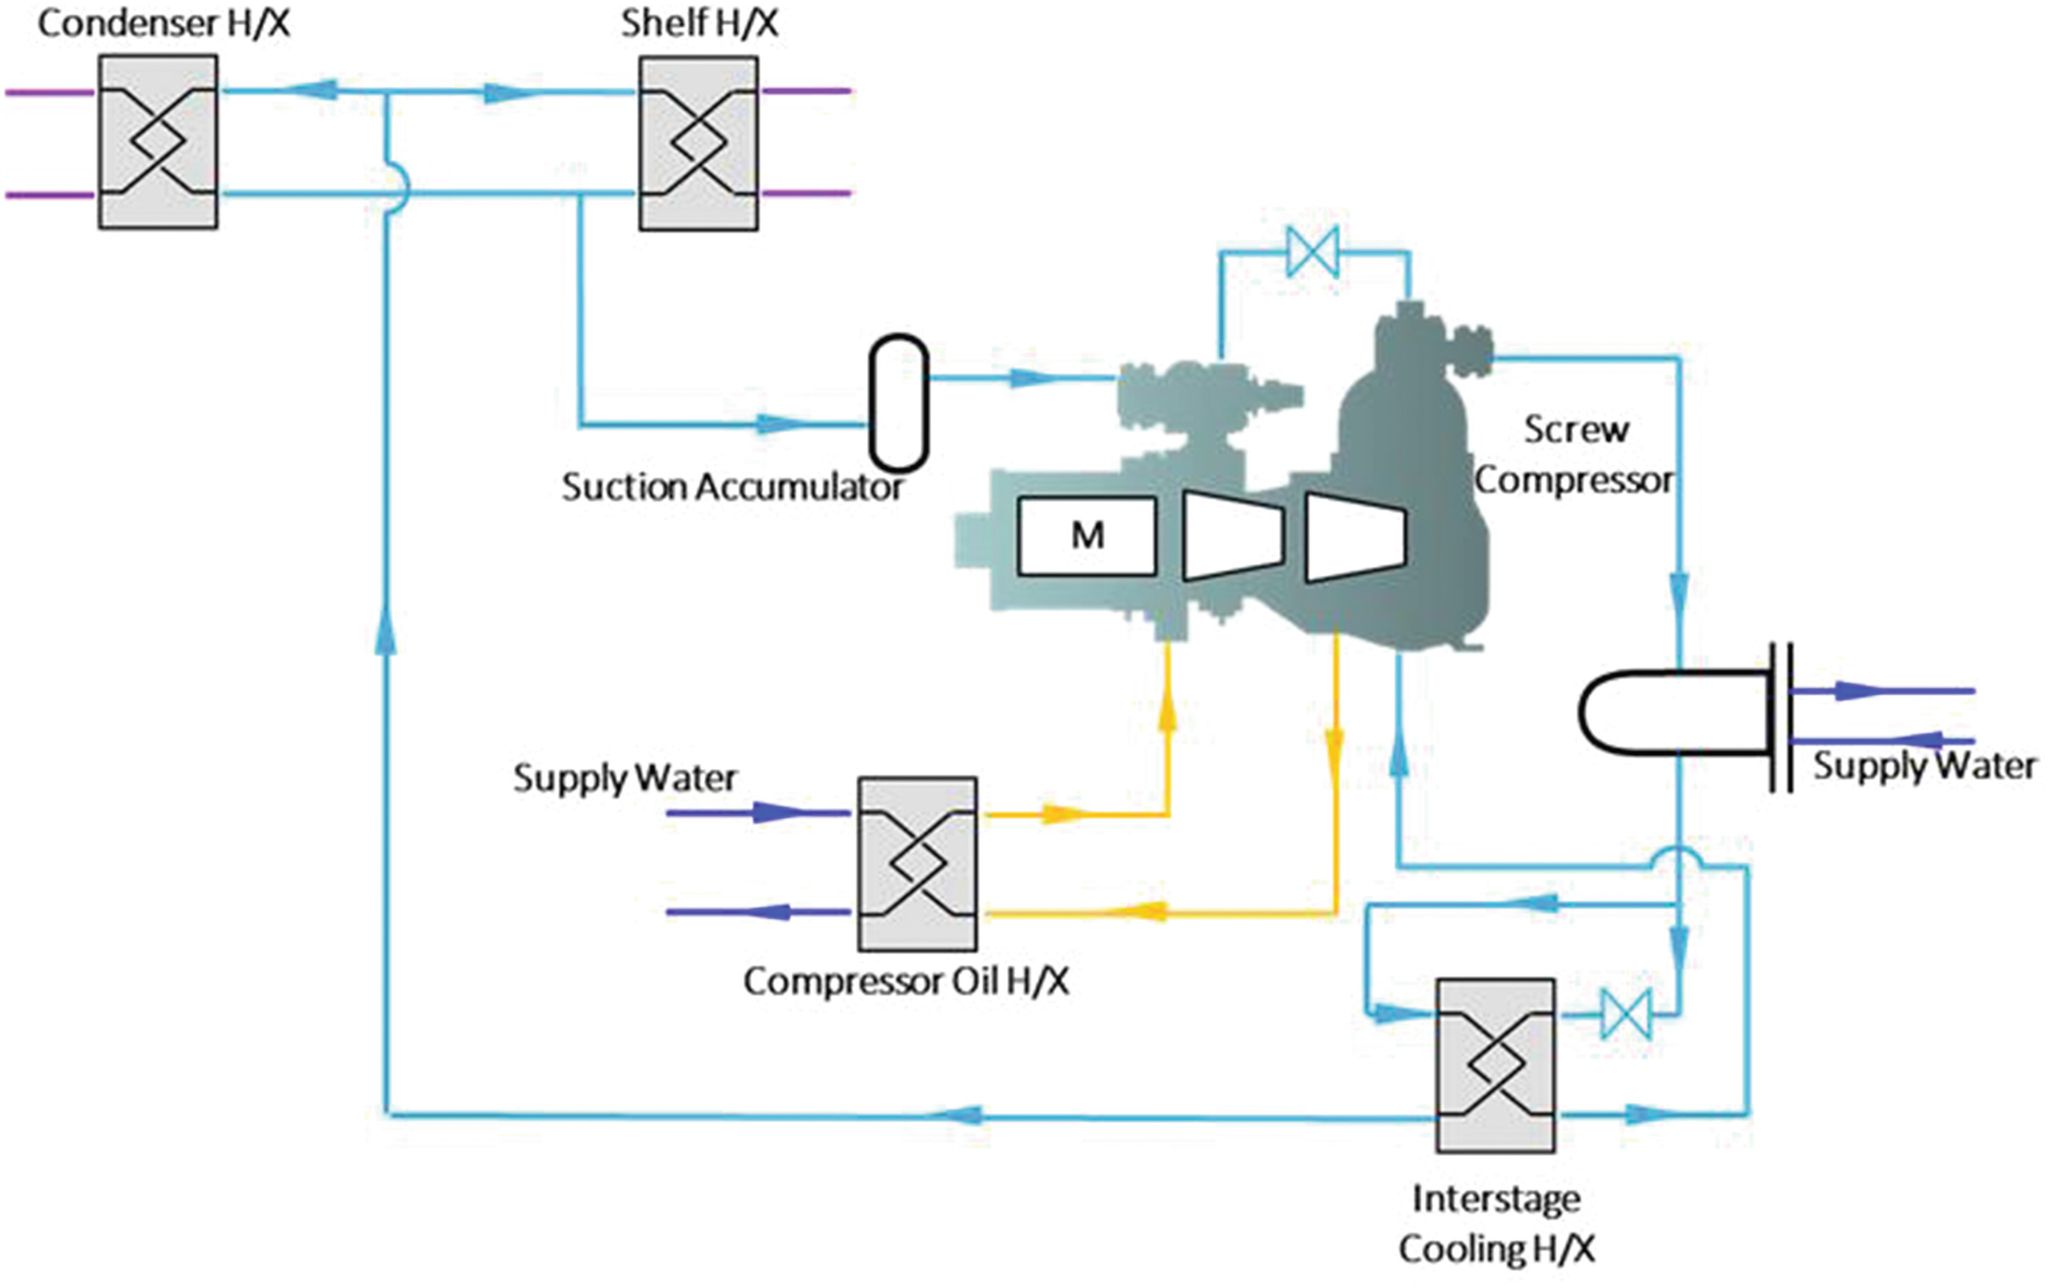 Condenser H/X
Shelf H/X
Screw
Compressor
Suction Accumulator
M
Supply Water
Supply Water
Compressor Oil H/X
Interstage
Cooling H/X